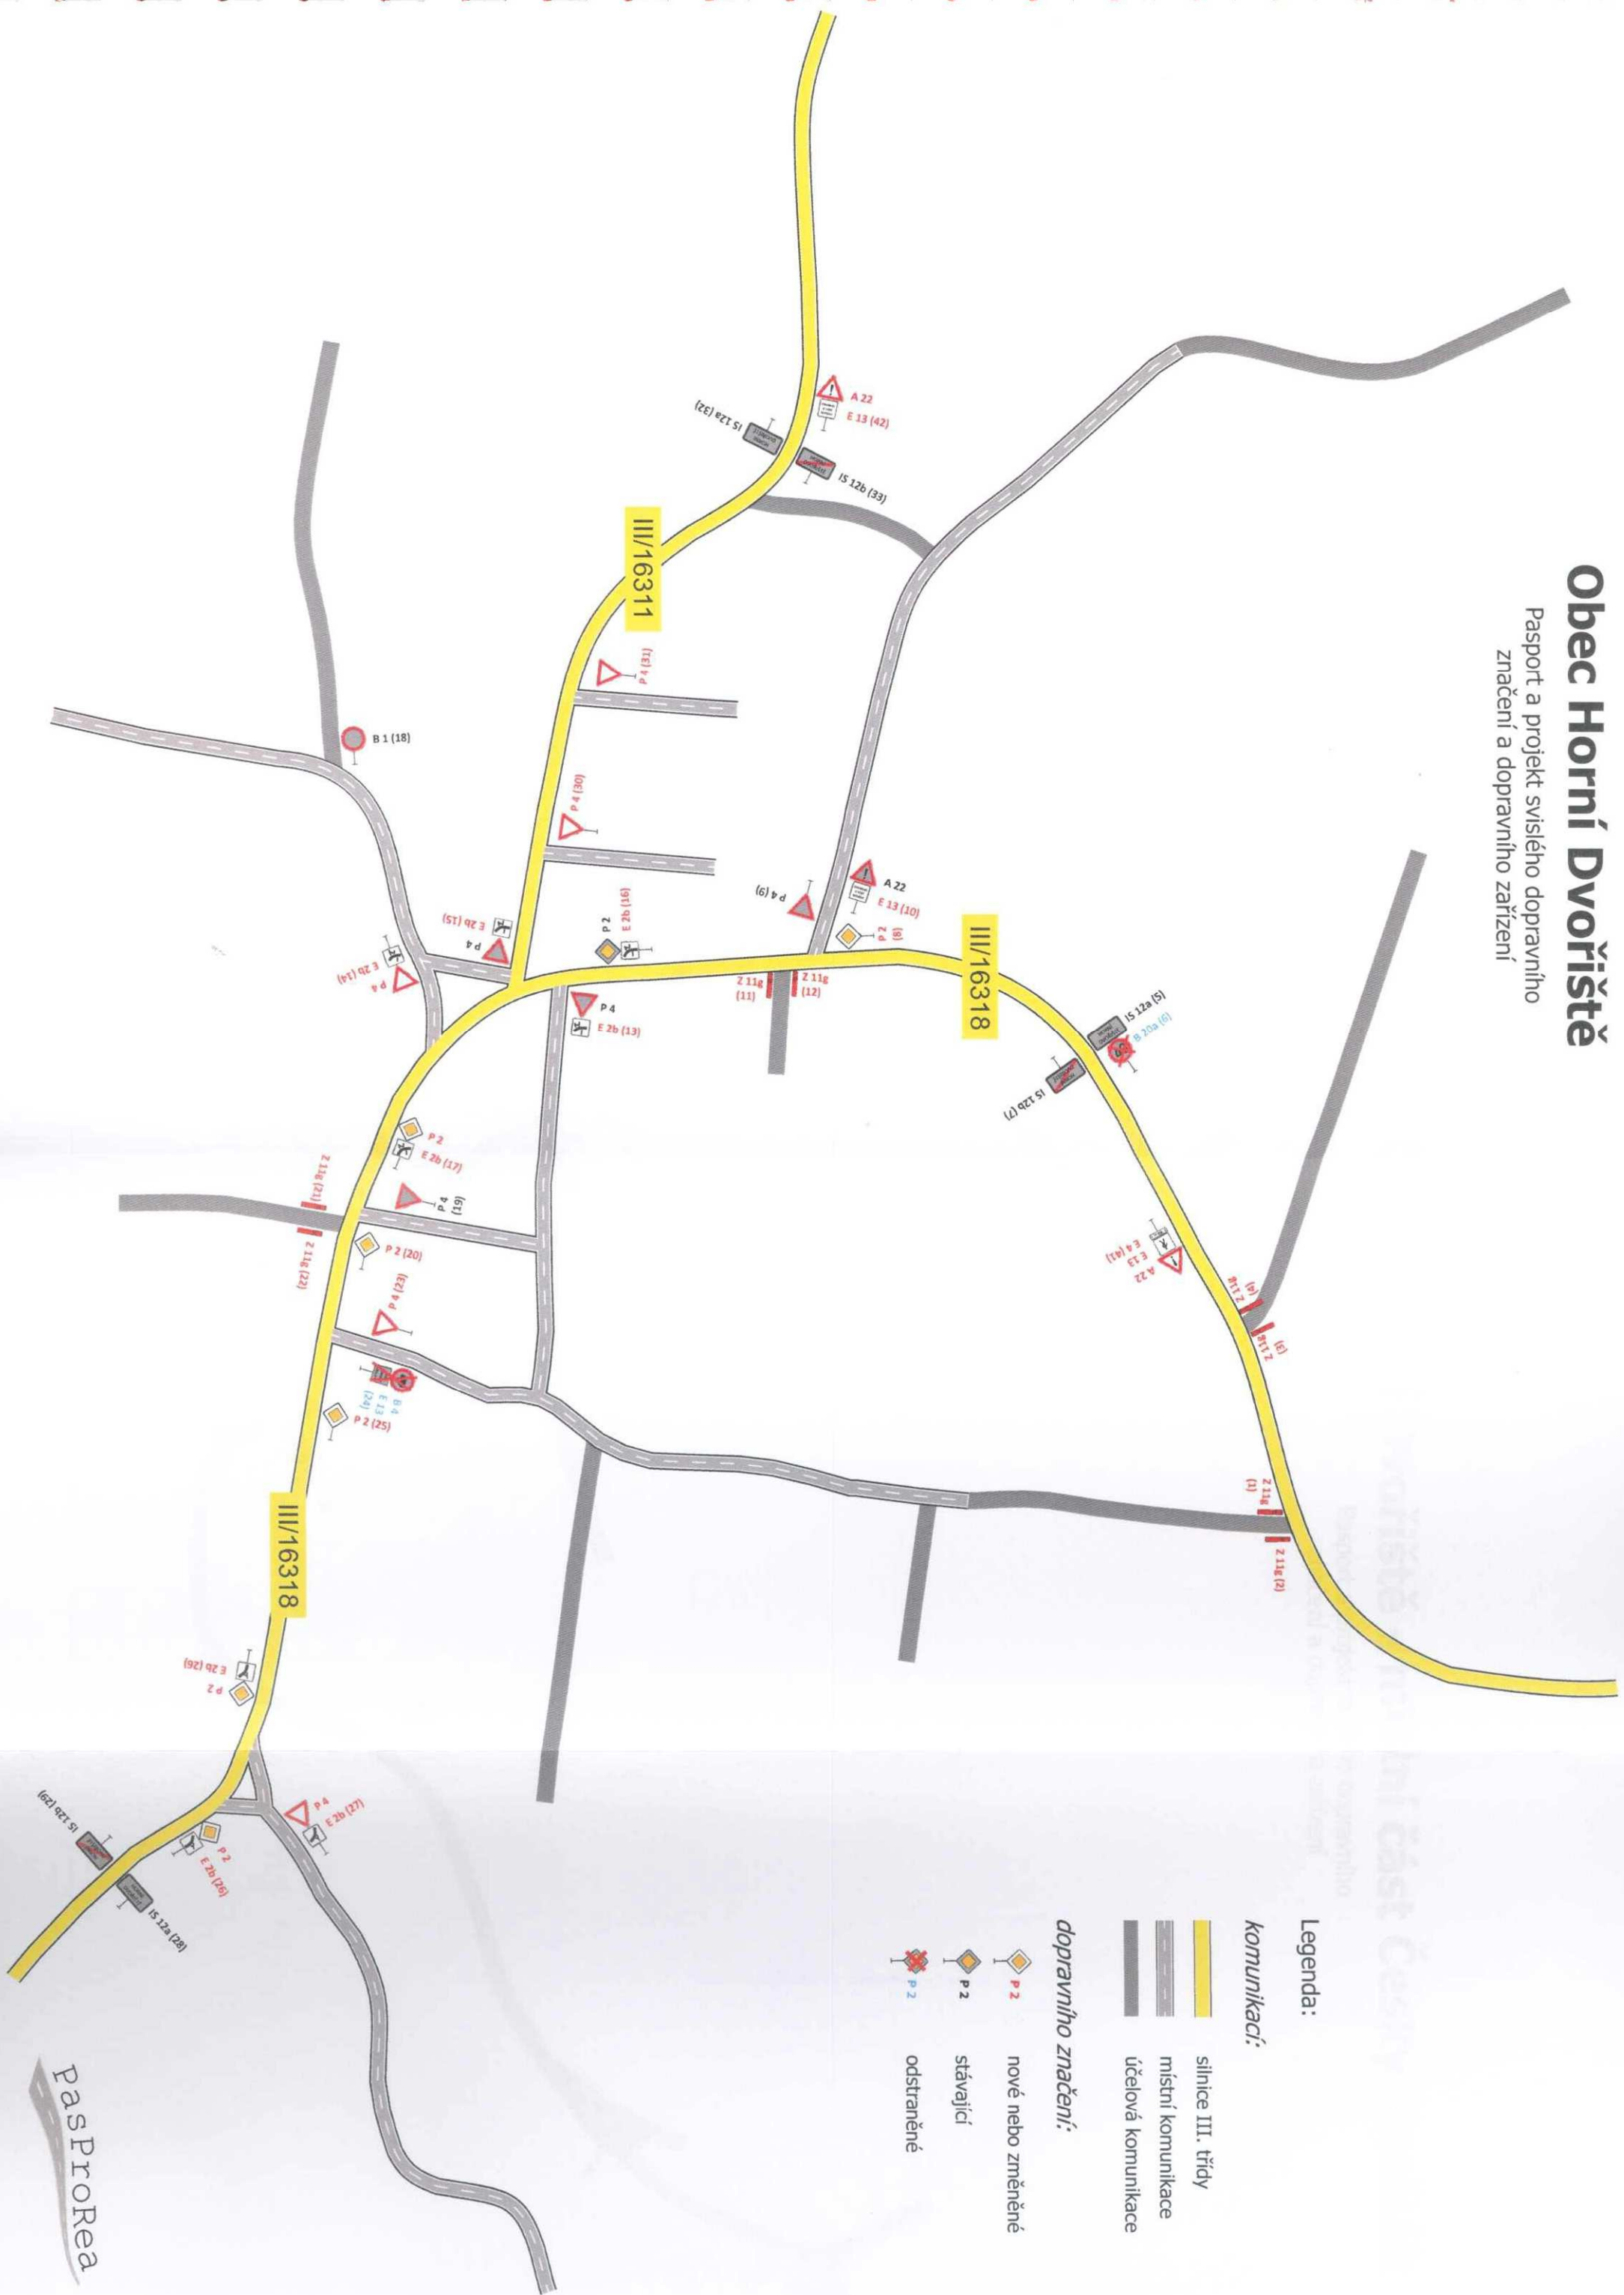 Obec Horní Dvořiště
Pasport a projekt svislého dopravního
značení a dopravního zařízení
Legenda:
komunikací:
silnice III. třídy
místní komunikace
účelová komunikace
dopravního značení:
P 2
nové nebo změněné
P 2
stávající
P 2
odstraněné
A 22
E 13 (42)
IS 12a (32)
IS 12b (33)
III/16311
P 4 (31)
P 4 (30)
B 1 (18)
A 22
E 13 (10)
P 4 (9)
P 2
(8)
P 2
E 2b (16)
E 2b (15)
P 4
E 2b (14)
P 4
P 4
E 2b (13)
Z 11g
(11)
Z 11g
(12)
III/16318
IS 12a (5)
B 20a (6)
IS 12b (7)
A 22
E 13
E 4 (41)
Z 11g
(4)
Z 11g
(3)
Z 11g
(1)
Z 11g (2)
P 2
E 2b (17)
P 4
(19)
Z 11g (21)
Z 11g (22)
P 2 (20)
P 4 (23)
B 4
E 13
(24)
P 2 (25)
III/16318
E 2b (26)
P 2
P 4
E 2b (27)
P 2
E 2b (26)
IS 12b (29)
IS 12a (28)
PasProRea